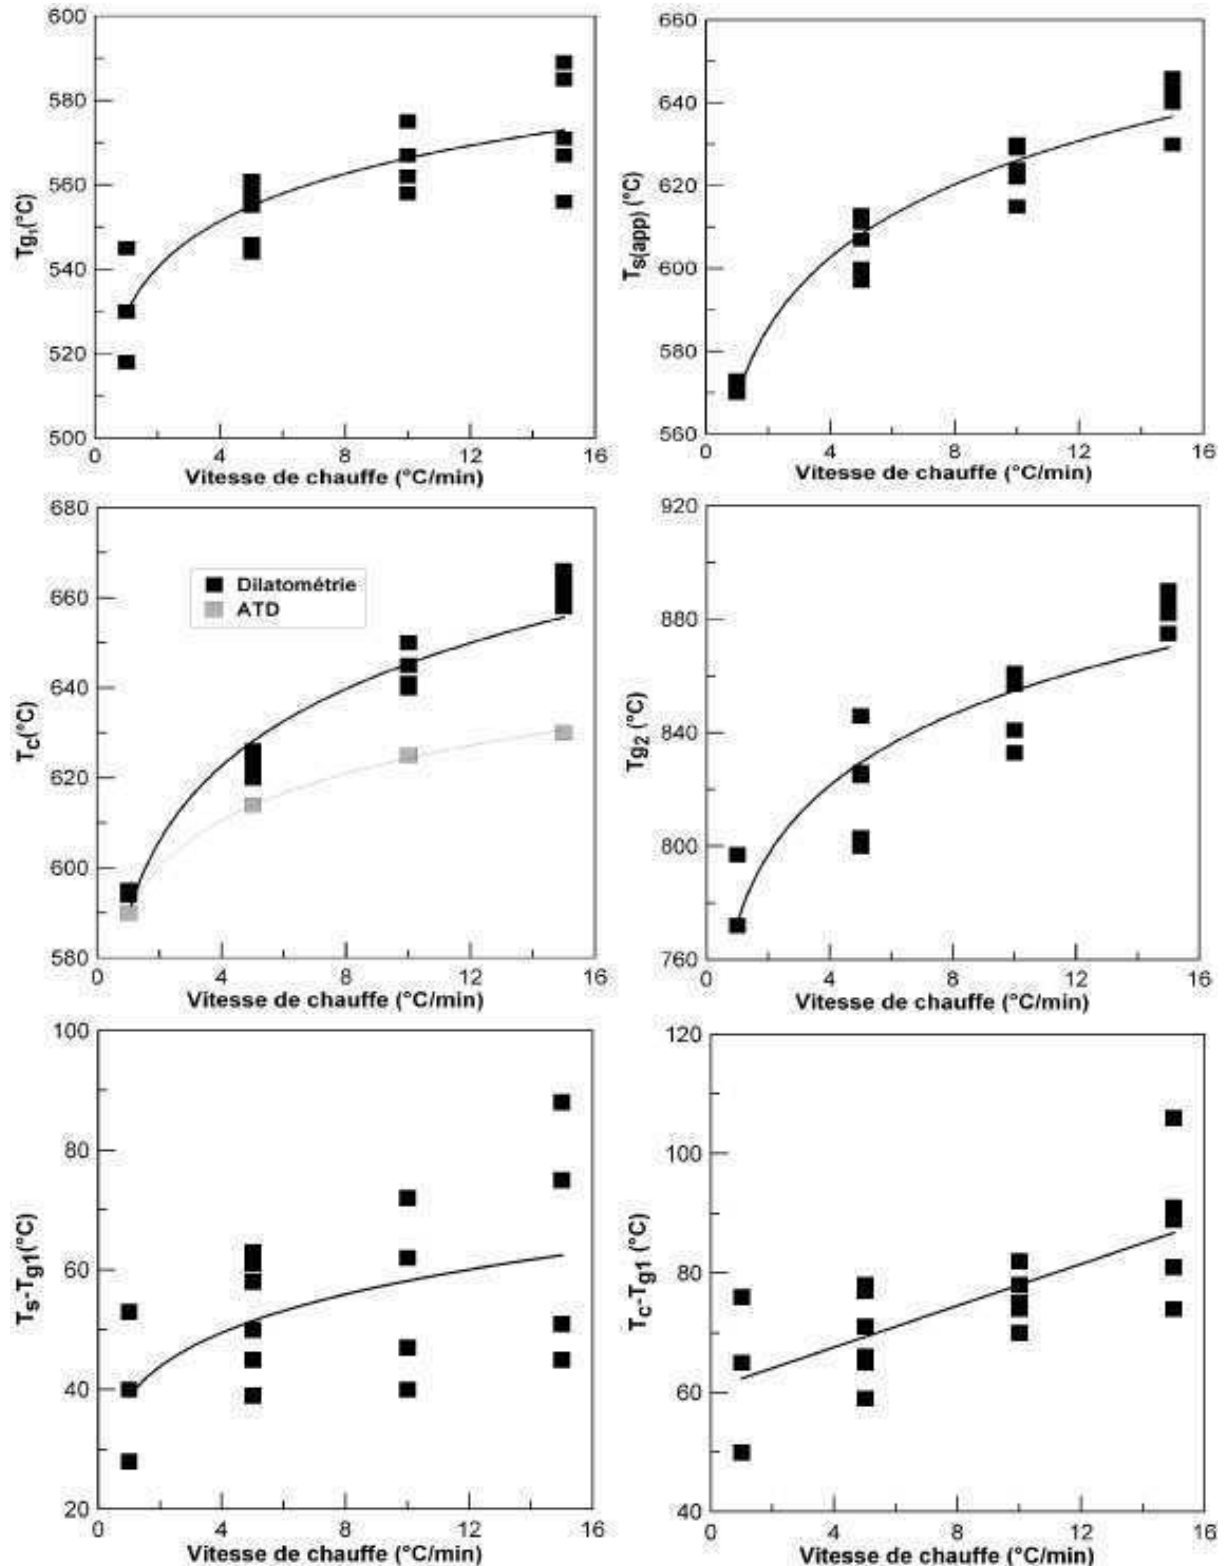 600
580
560
540
520
500
Tg₁(°C)
0 4 8 12 16
Vitesse de chauffe (°C/min)
660
640
620
600
580
560
Ts(app) (°C)
0 4 8 12 16
Vitesse de chauffe (°C/min)
680
660
640
620
600
580
Tc(°C)
Dilatométrie
ATD
0 4 8 12 16
Vitesse de chauffe (°C/min)
920
880
840
800
760
Tg₂ (°C)
0 4 8 12 16
Vitesse de chauffe (°C/min)
100
80
60
40
20
Ts-Tg1(°C)
0 4 8 12 16
Vitesse de chauffe (°C/min)
120
100
80
60
40
Tc-Tg1 (°C)
0 4 8 12 16
Vitesse de chauffe (°C/min)